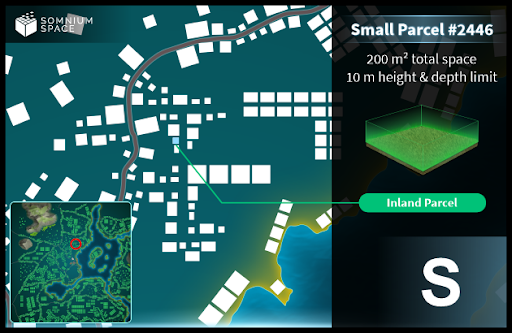 SOMNIUM
SPACE
Small Parcel #2446
200 m² total space
10 m height & depth limit
Inland Parcel
S